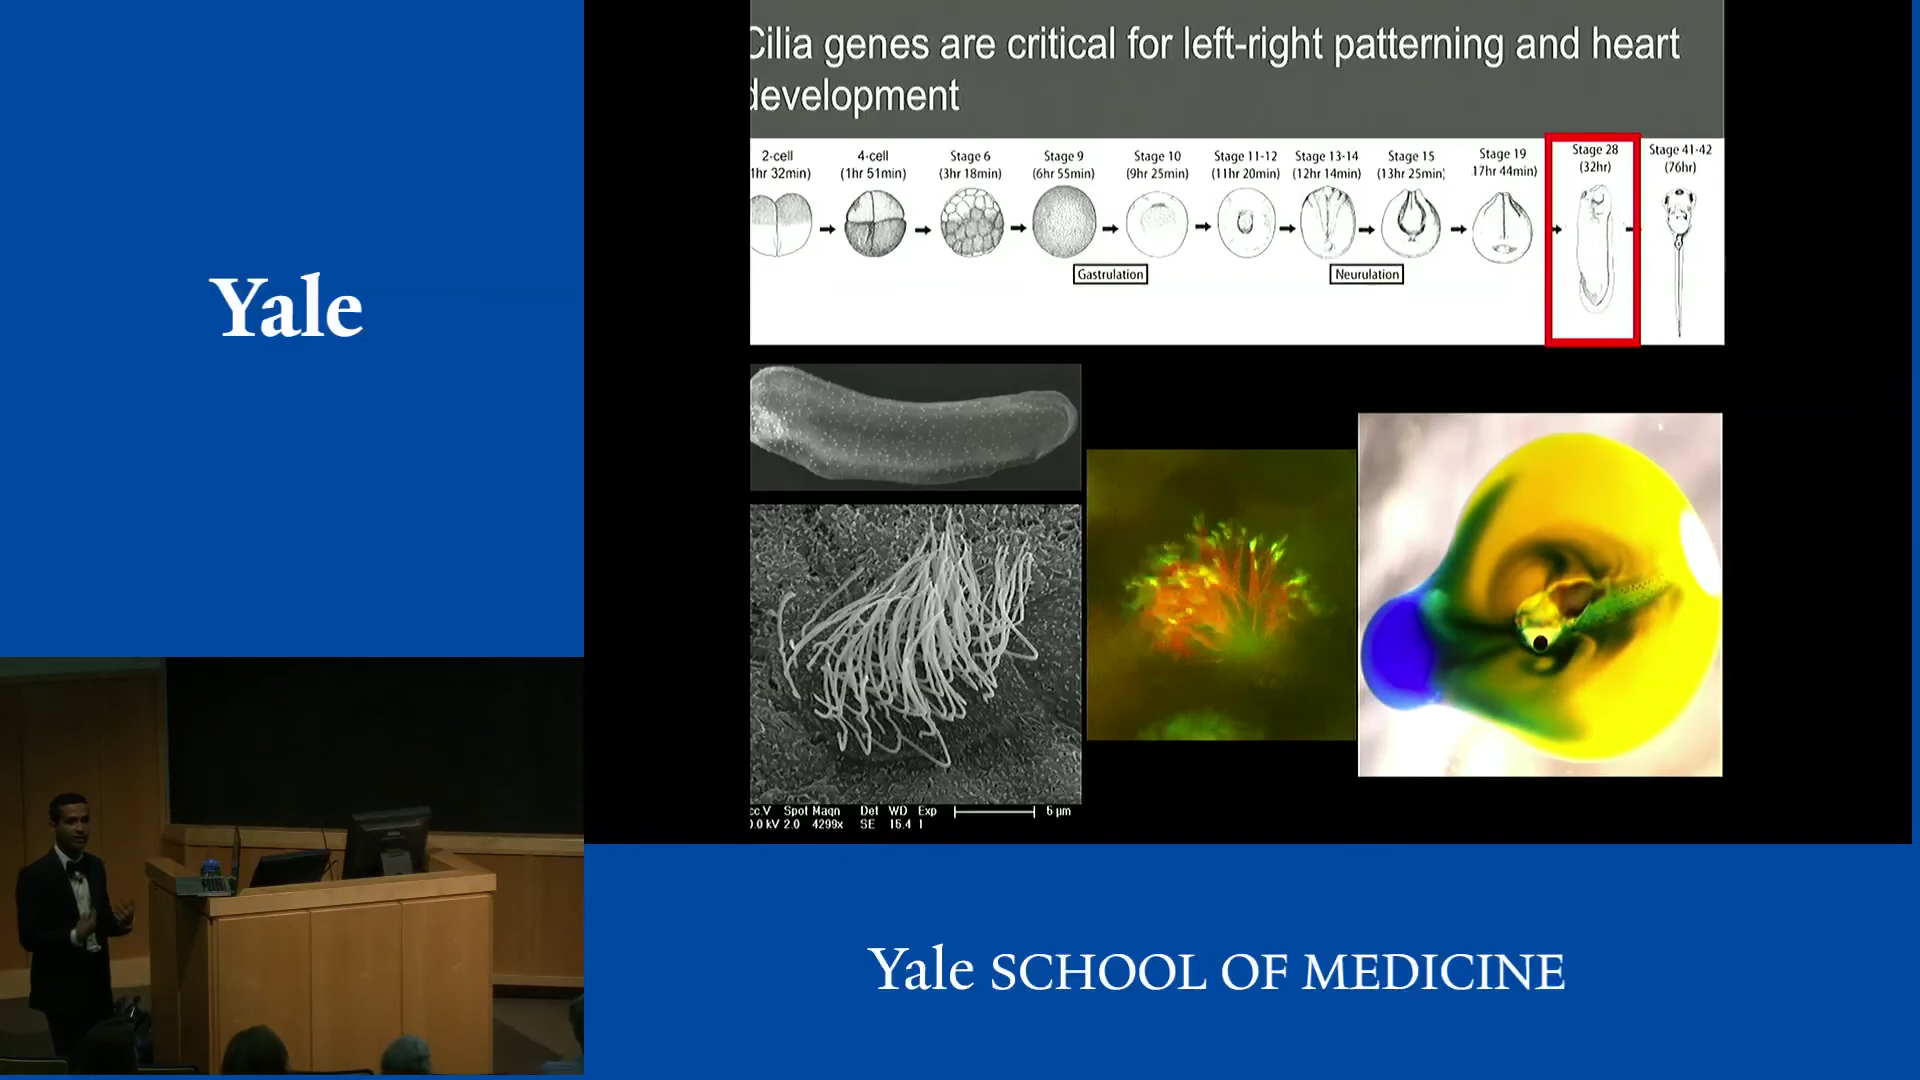 Yale
Cilia genes are critical for left-right patterning and heart
development
2-cell
1hr 32min)
4-cell
(1hr 51min)
Stage 6
(3hr 18min)
Stage 9
(6hr 55min)
Stage 10
(9hr 25min)
Stage 11-12
(11hr 20min)
Stage 13-14
(12hr 14min)
Stage 15
(13hr 25min)
Stage 19
17hr 44min)
Stage 28
(32hr)
Stage 41-42
(76hr)
Gastrulation
Neurulation
cc.V Spot Magn Det WD Exp
0.0 kV 2.0 4299x SE 15.4 1
5 µm
Yale SCHOOL OF MEDICINE